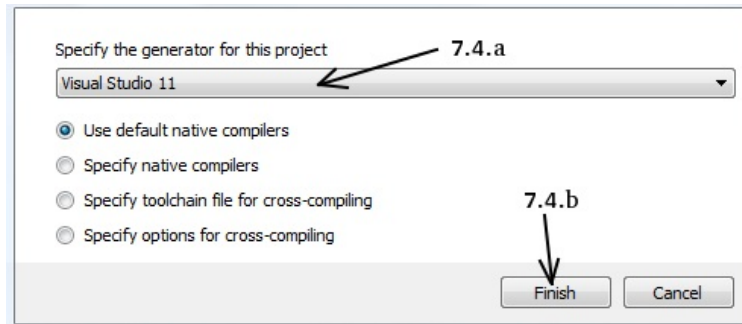 Specify the generator for this project
7.4.a
Visual Studio 11
Use default native compilers
Specify native compilers
Specify toolchain file for cross-compiling
7.4.b
Specify options for cross-compiling
Finish
Cancel